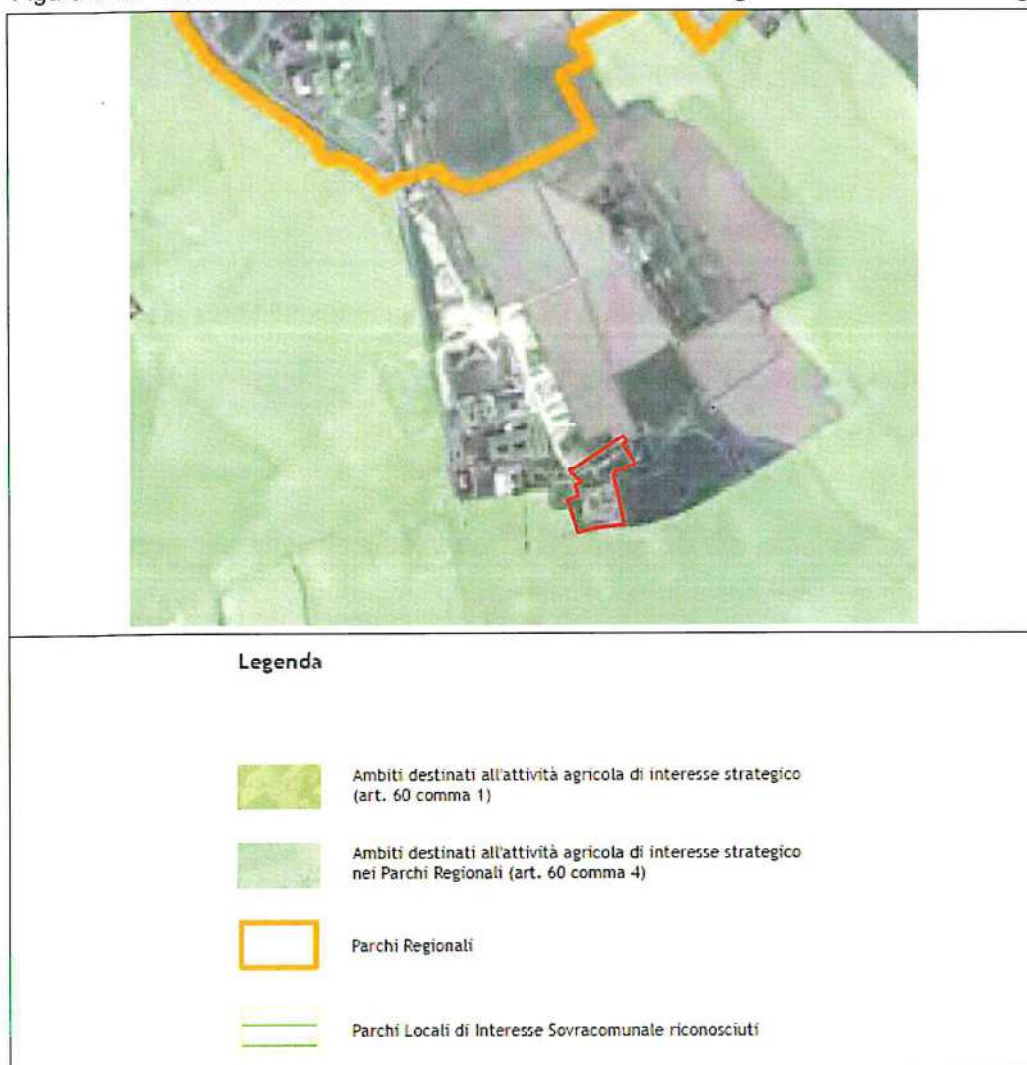 Legenda
Ambiti destinati all'attività agricola di interesse strategico
(art. 60 comma 1)
Ambiti destinati all'attività agricola di interesse strategico
nei Parchi Regionali (art. 60 comma 4)
Parchi Regionali
Parchi Locali di Interesse Sovracomunale riconosciuti